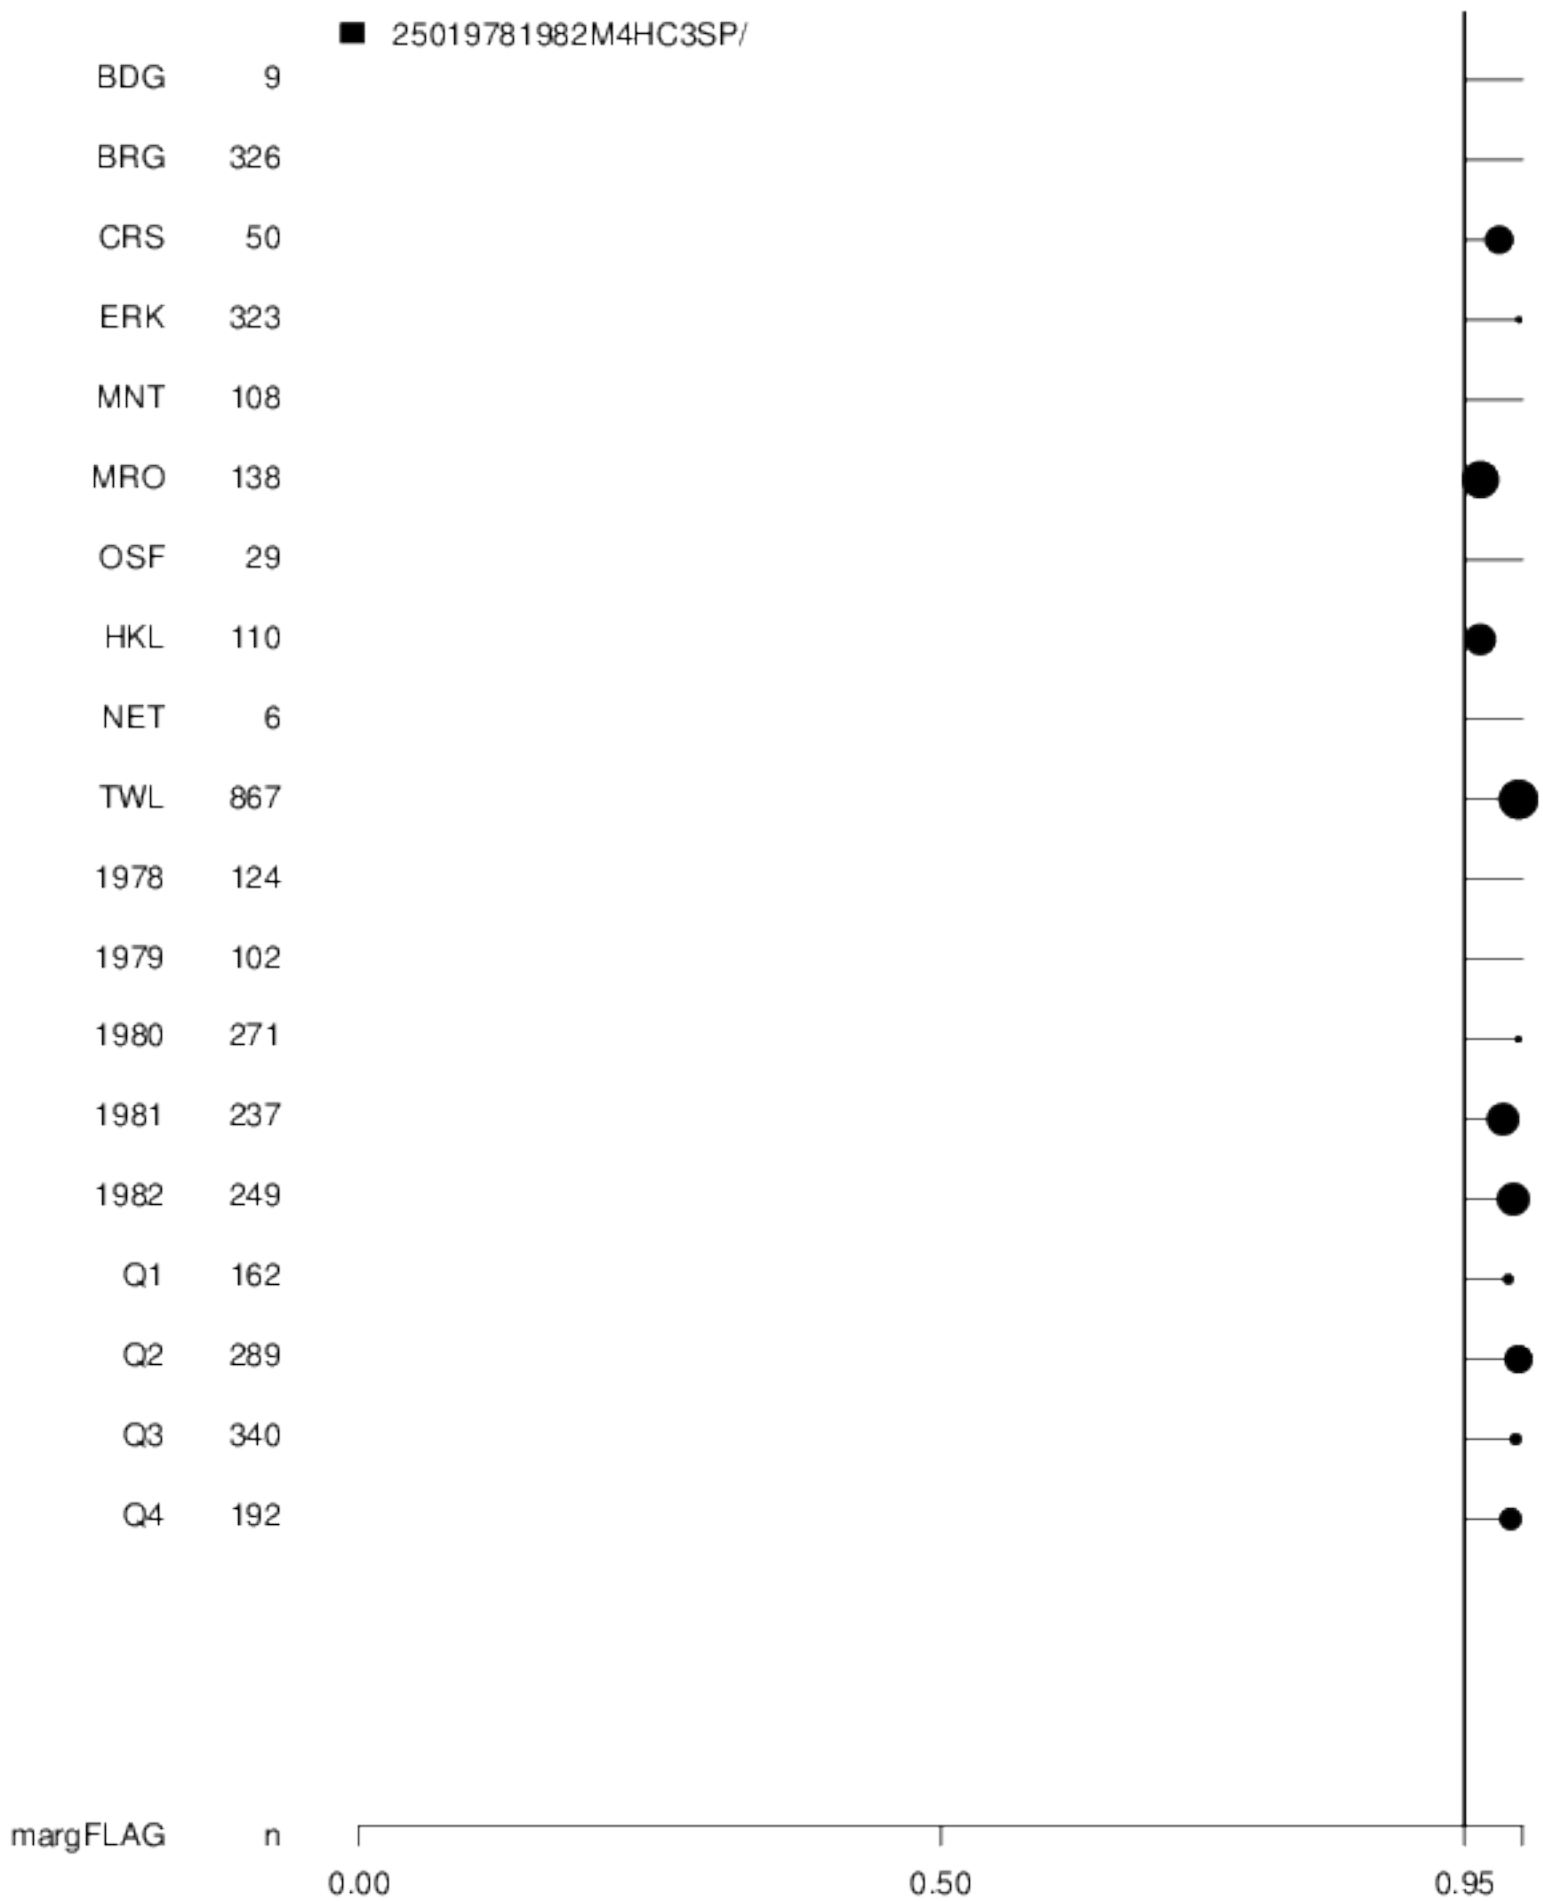 25019781982M4HC3SP/
BDG 9
BRG 326
CRS 50
ERK 323
MNT 108
MRO 138
OSF 29
HKL 110
NET 6
TWL 867
1978 124
1979 102
1980 271
1981 237
1982 249
Q1 162
Q2 289
Q3 340
Q4 192
margFLAG n
0.00 0.50 0.95